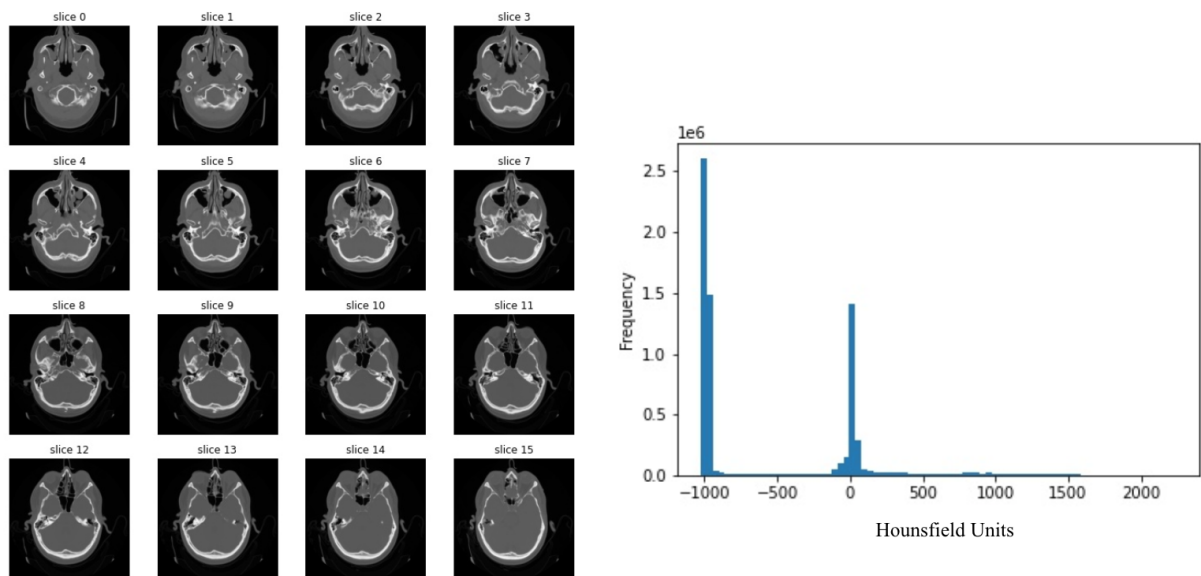 slice 0
slice 1
slice 2
slice 3
slice 4
slice 5
slice 6
slice 7
slice 8
slice 9
slice 10
slice 11
slice 12
slice 13
slice 14
slice 15
1e6
2.5
2.0
1.5
1.0
0.5
0.0
Frequency
−1000 −500 0 500 1000 1500 2000
Hounsfield Units